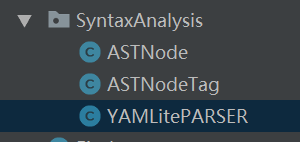 SyntaxAnalysis
C ASTNode
C ASTNodeTag
C YAMLitePARSER